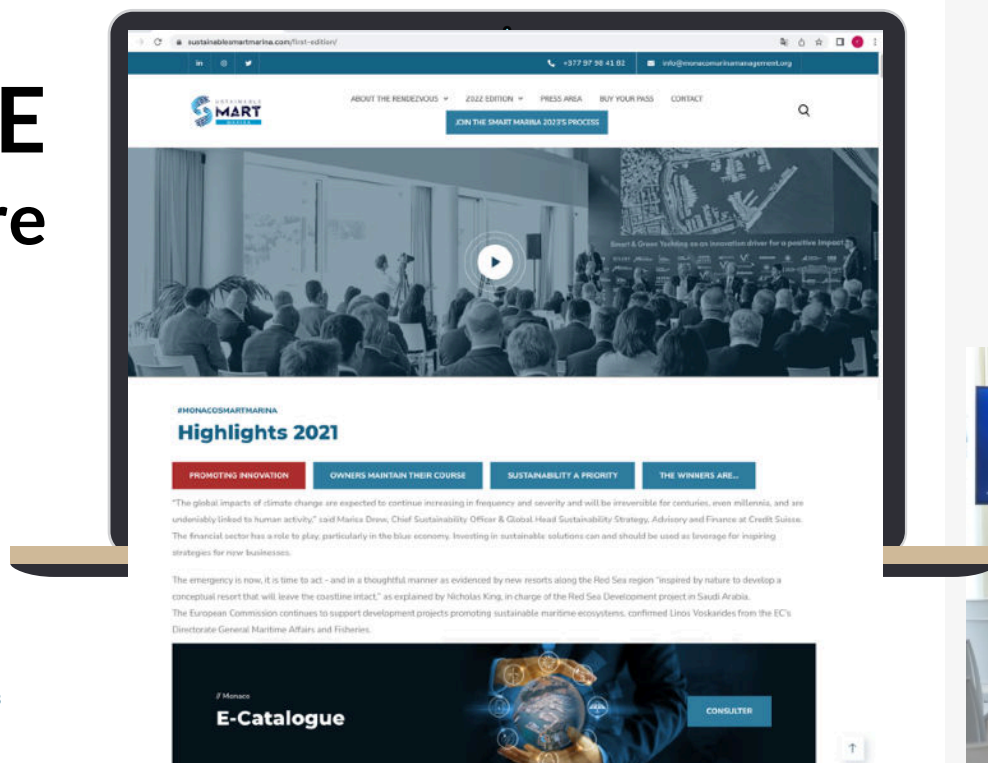 E
re
sustainablesmartmarina.com/first-edition/
in
+377 97 98 41 82
info@monacomarinamanagement.org
SUSTAINABLE
SMART
MARINA
ABOUT THE RENDEZVOUS
2022 EDITION
PRESS AREA
BUY YOUR PASS
CONTACT
JOIN THE SMART MARINA 2023'S PROCESS
Smart & Green Yachting as an innovation driver for a positive impact
#MONACOSMARTMARINA
Highlights 2021
PROMOTING INNOVATION
OWNERS MAINTAIN THEIR COURSE
SUSTAINABILITY A PRIORITY
THE WINNERS ARE...
"The global impacts of climate change are expected to continue increasing in frequency and severity and will be irreversible for centuries, even millennia, and are
undeniably linked to human activity," said Marisa Drew, Chief Sustainability Officer & Global Head Sustainability Strategy, Advisory and Finance at Credit Suisse.
The financial sector has a role to play, particularly in the blue economy. Investing in sustainable solutions can and should be used as leverage for inspiring
strategies for new businesses.
The emergency is now, it is time to act – and in a thoughtful manner as evidenced by new resorts along the Red Sea region "inspired by nature to develop a
conceptual resort that will leave the coastline intact," as explained by Nicholas King, in charge of the Red Sea Development project in Saudi Arabia.
The European Commission continues to support development projects promoting sustainable maritime ecosystems, confirmed Linos Voskarides from the EC's
Directorate General Maritime Affairs and Fisheries.
// Monaco
E-Catalogue
CONSULTER